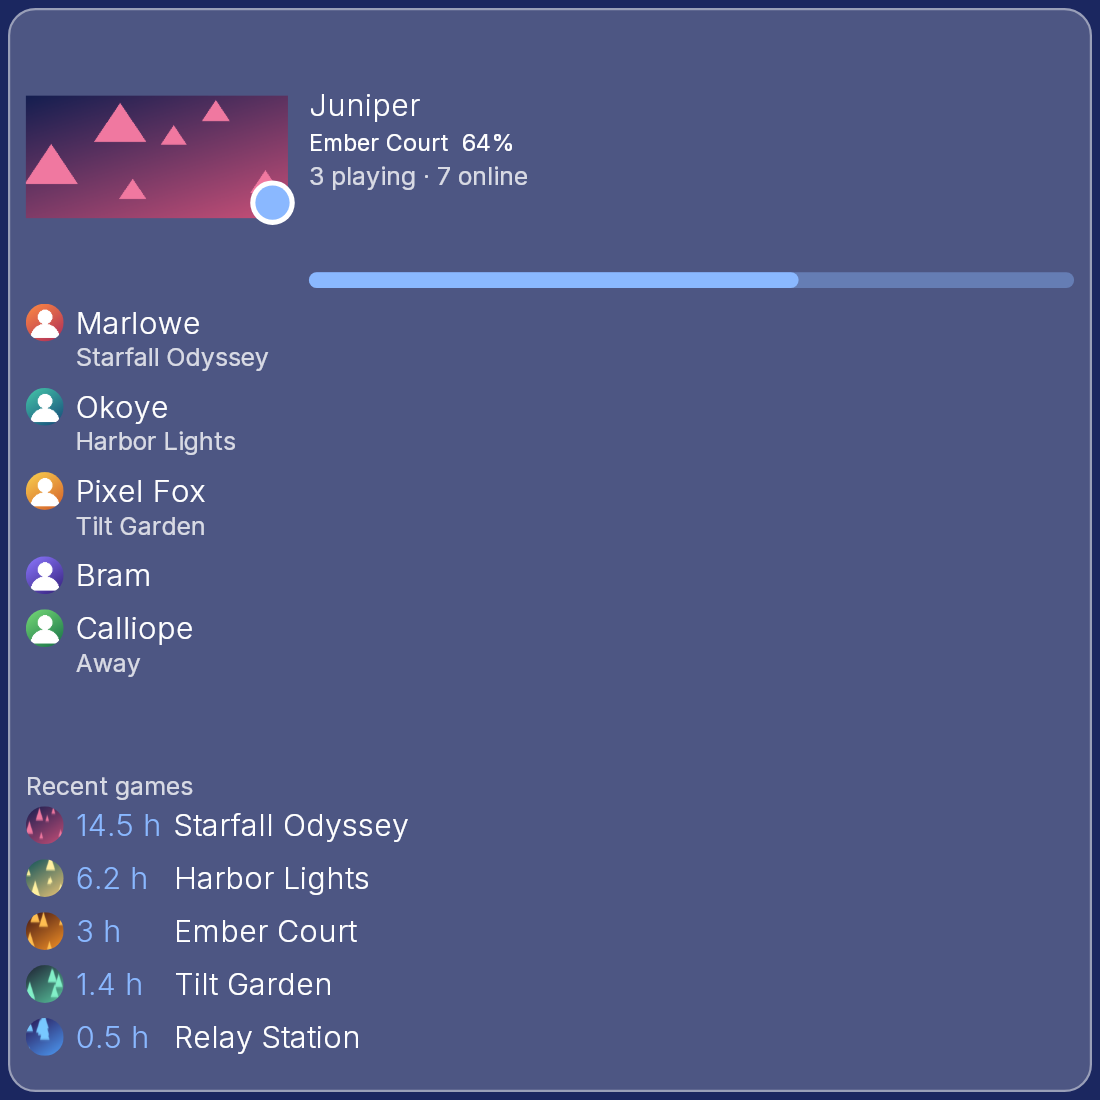 Juniper
Ember Court 64%
3 playing · 7 online
Marlowe
Starfall Odyssey
Okoye
Harbor Lights
Pixel Fox
Tilt Garden
Bram
Calliope
Away
Recent games
14.5 h Starfall Odyssey
6.2 h Harbor Lights
3 h Ember Court
1.4 h Tilt Garden
0.5 h Relay Station